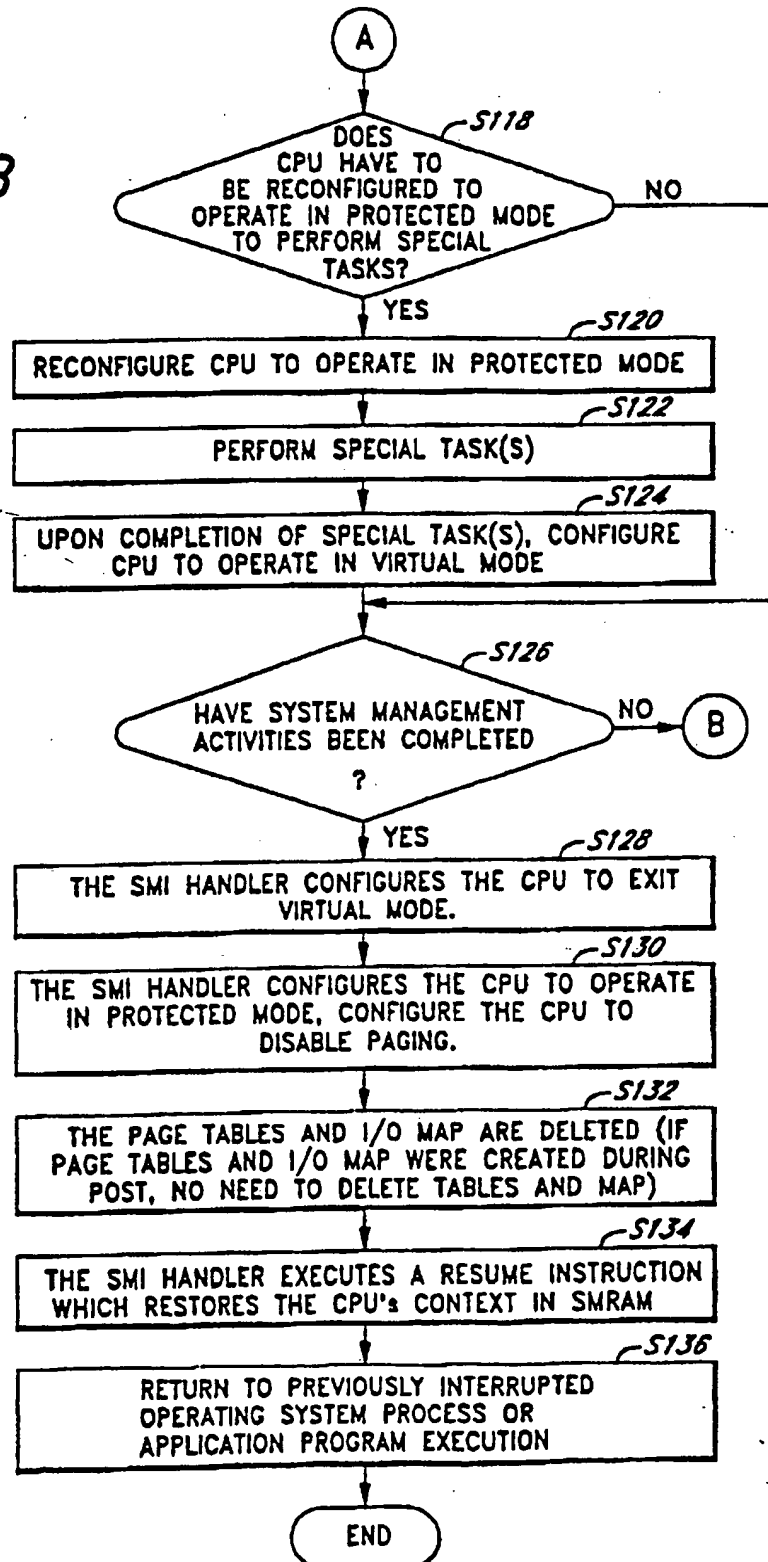 A
S118
B
DOES
CPU HAVE TO
BE RECONFIGURED TO
OPERATE IN PROTECTED MODE
TO PERFORM SPECIAL
TASKS?
NO
YES
S120
RECONFIGURE CPU TO OPERATE IN PROTECTED MODE
S122
PERFORM SPECIAL TASK(S)
S124
UPON COMPLETION OF SPECIAL TASK(S), CONFIGURE
CPU TO OPERATE IN VIRTUAL MODE
S126
HAVE SYSTEM MANAGEMENT
ACTIVITIES BEEN COMPLETED
?
NO
B
YES
S128
THE SMI HANDLER CONFIGURES THE CPU TO EXIT
VIRTUAL MODE.
S130
THE SMI HANDLER CONFIGURES THE CPU TO OPERATE
IN PROTECTED MODE, CONFIGURE THE CPU TO
DISABLE PAGING.
S132
THE PAGE TABLES AND I/O MAP ARE DELETED (IF
PAGE TABLES AND I/O MAP WERE CREATED DURING
POST, NO NEED TO DELETE TABLES AND MAP)
S134
THE SMI HANDLER EXECUTES A RESUME INSTRUCTION
WHICH RESTORES THE CPU's CONTEXT IN SMRAM
S136
RETURN TO PREVIOUSLY INTERRUPTED
OPERATING SYSTEM PROCESS OR
APPLICATION PROGRAM EXECUTION
END